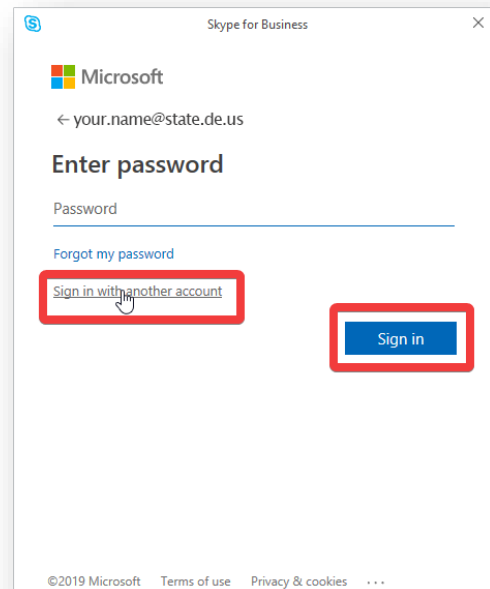 Skype for Business
Microsoft
← your.name@state.de.us
Enter password
Password
Forgot my password
Sign in with another account
Sign in
©2019 Microsoft Terms of use Privacy & cookies ...